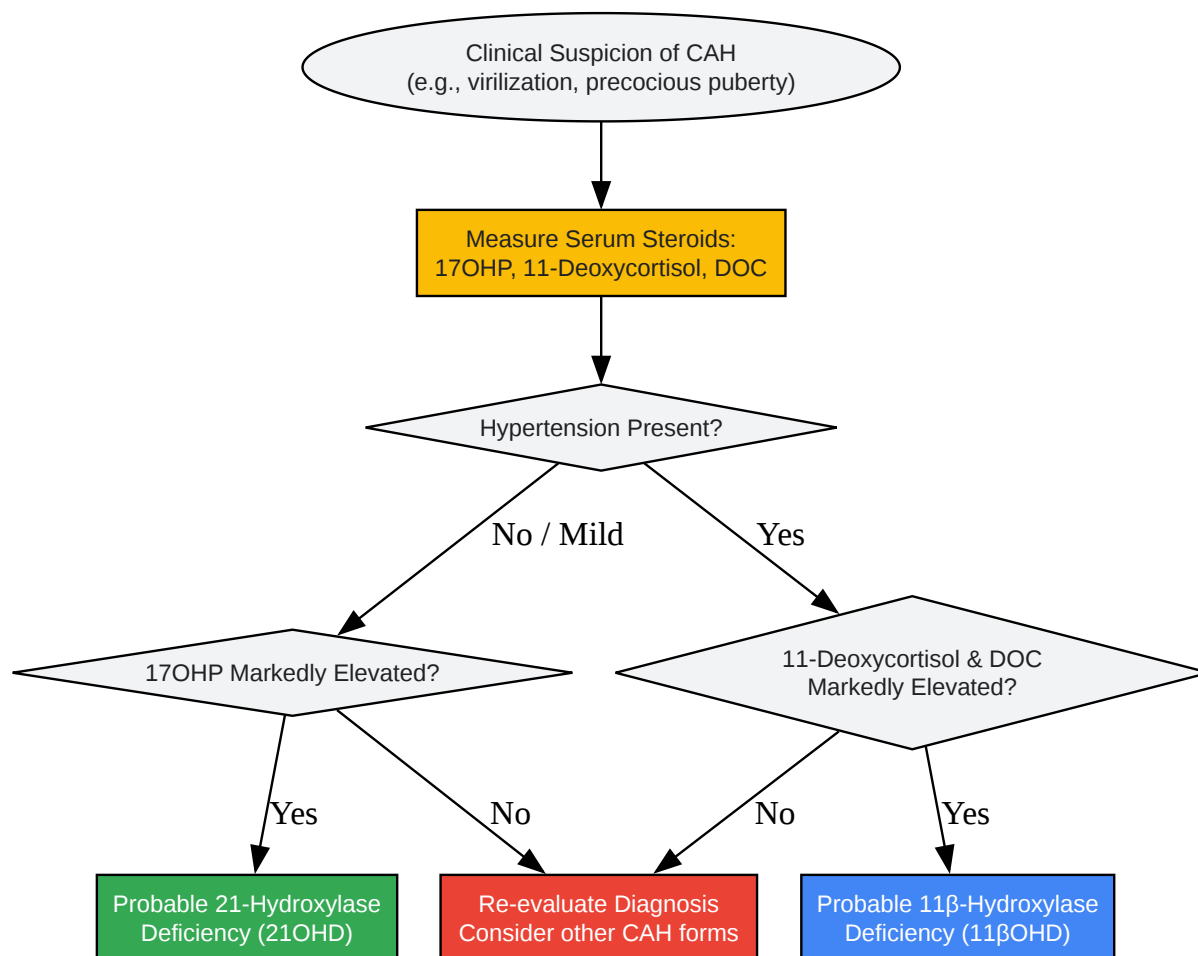 Clinical Suspicion of CAH
(e.g., virilization, precocious puberty)
Measure Serum Steroids:
17OHP, 11-Deoxycortisol, DOC
Hypertension Present?
No / Mild
Yes
17OHP Markedly Elevated?
11-Deoxycortisol & DOC
Markedly Elevated?
Yes
No
No
Yes
Probable 21-Hydroxylase
Deficiency (21OHD)
Re-evaluate Diagnosis
Consider other CAH forms
Probable 11β-Hydroxylase
Deficiency (11βOHD)